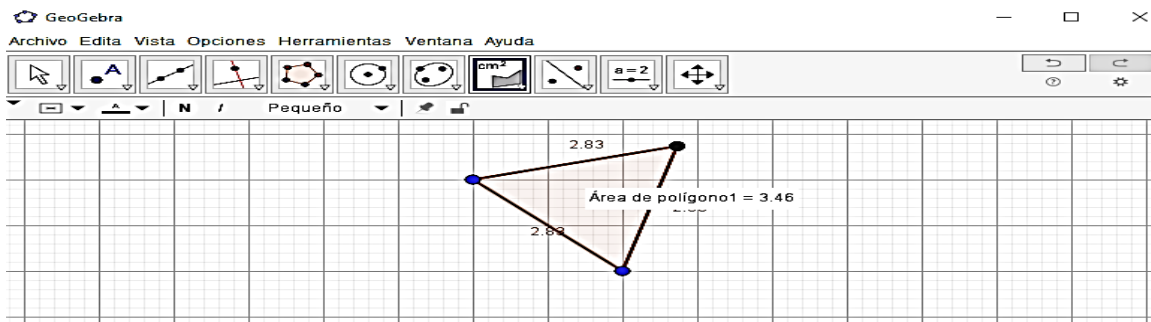 GeoGebra
Archivo Edita Vista Opciones Herramientas Ventana Ayuda
A cm² a=2
A N I Pequeño
2.83
Área de polígono1 = 3.46
2.83